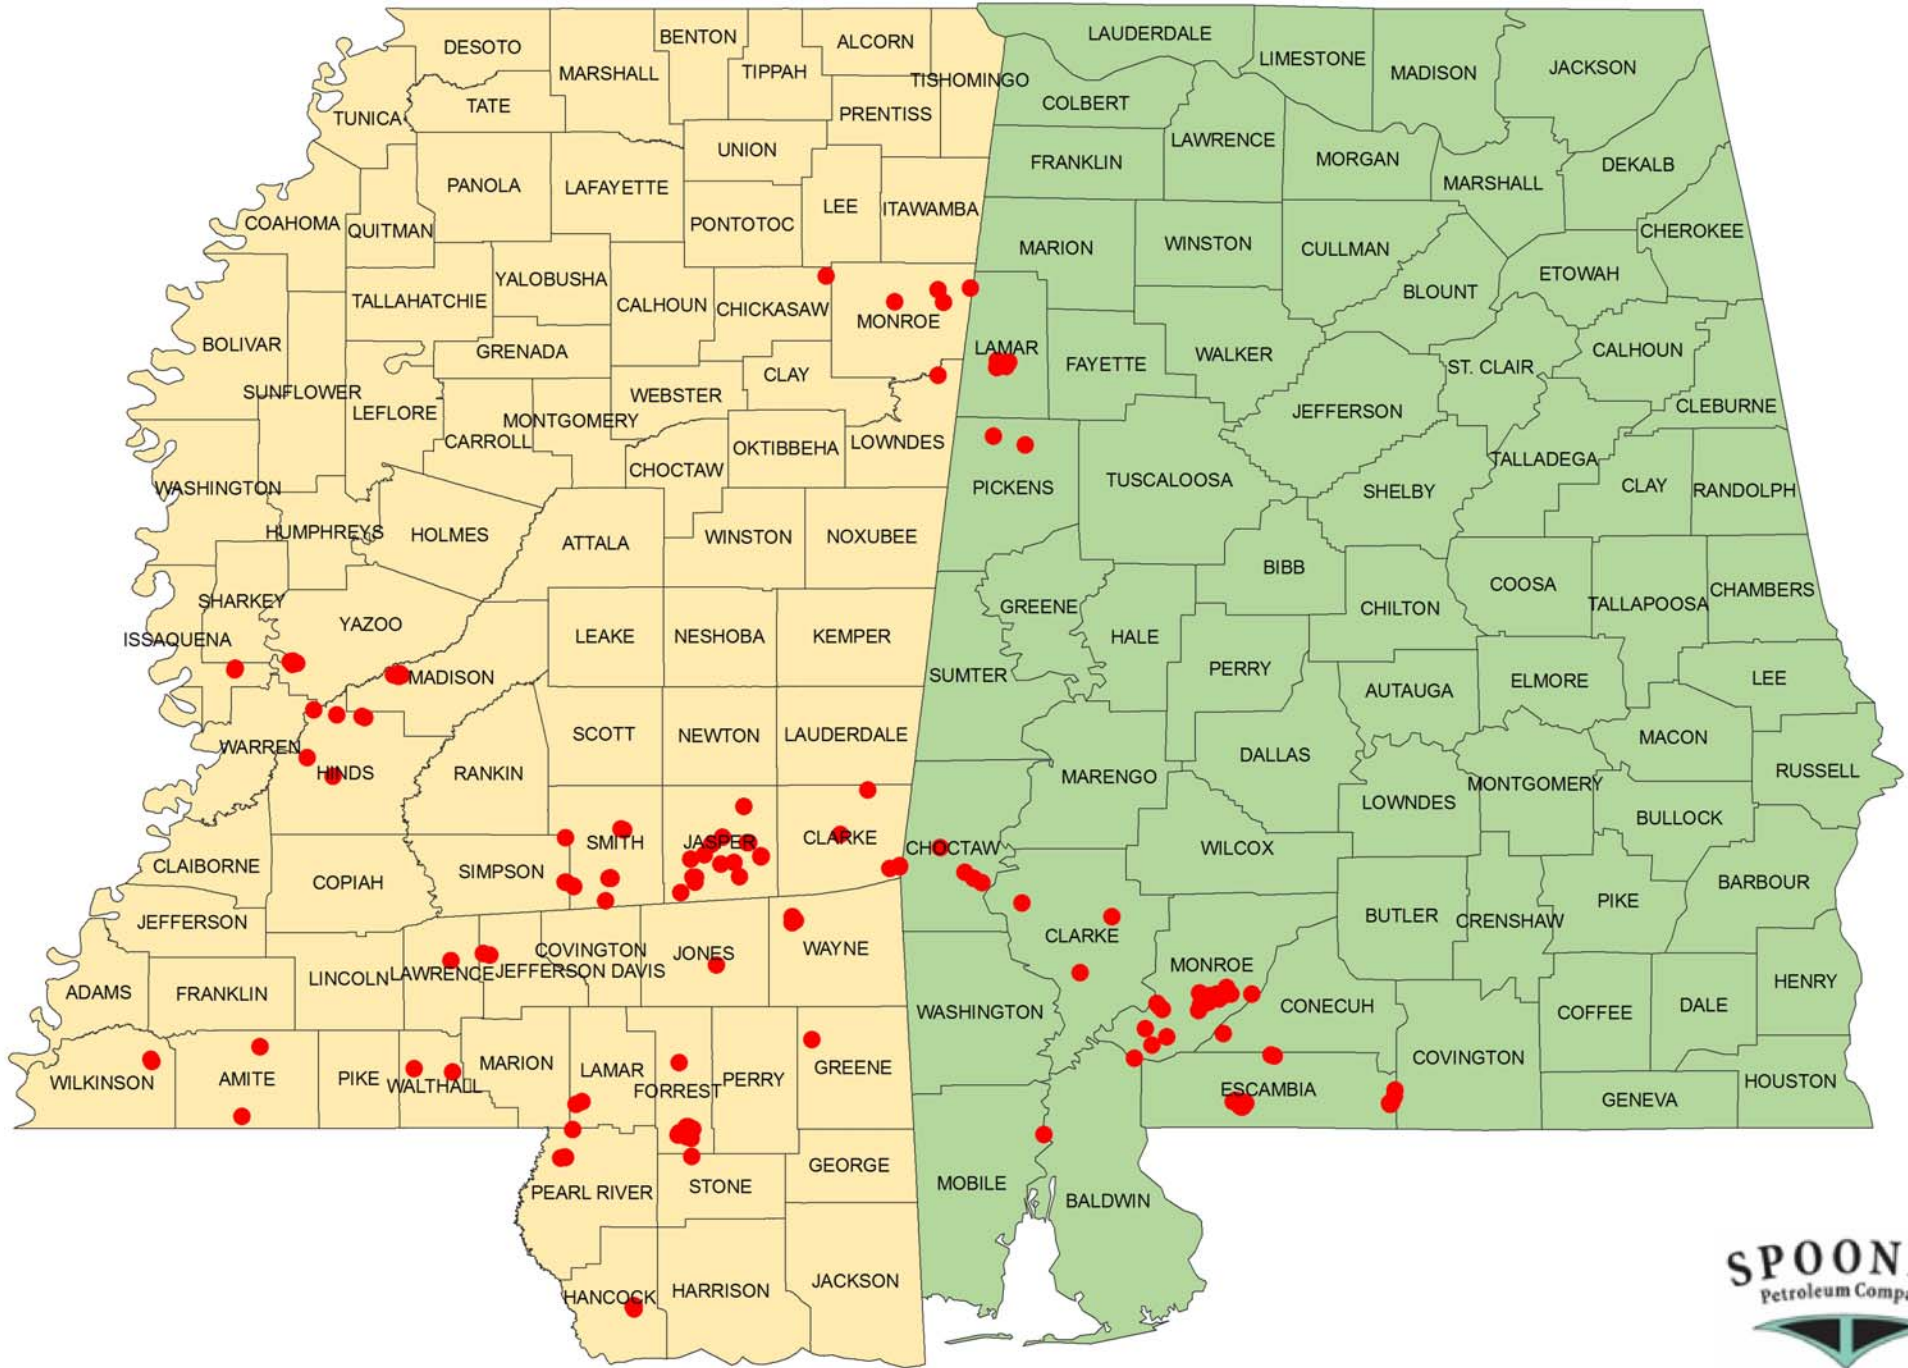 DESOTO
BENTON
ALCORN
MARSHALL
TIPPAH
TISHOMINGO
TATE
PRENTISS
TUNICA
UNION
PANOLA
LAFAYETTE
LEE
ITAWAMBA
COAHOMA
QUITMAN
PONTOTOC
YALOBUSHA
TALLAHATCHIE
CALHOUN
CHICKASAW
MONROE
BOLIVAR
GRENADA
CLAY
SUNFLOWER
WEBSTER
LEFLORE
MONTGOMERY
CARROLL
OKTIBBEHA
LOWNDES
CHOCTAW
WASHINGTON
HUMPHREYS
HOLMES
ATTALA
WINSTON
NOXUBEE
SHARKEY
YAZOO
ISSAQUENA
LEAKE
NESHOBA
KEMPER
MADISON
WARREN
SCOTT
NEWTON
LAUDERDALE
HINDS
RANKIN
SMITH
JASPER
CLARKE
CLAIBORNE
SIMPSON
COPIAH
JEFFERSON
COVINGTON
JONES
WAYNE
LINCOLN
LAWRENCE
JEFFERSON DAVIS
ADAMS
FRANKLIN
WILKINSON
AMITE
PIKE
WALTHALL
MARION
LAMAR
FORREST
PERRY
GREENE
GEORGE
PEARL RIVER
STONE
HANCOCK
HARRISON
JACKSON
LAUDERDALE
LIMESTONE
MADISON
JACKSON
COLBERT
LAWRENCE
FRANKLIN
MORGAN
MARSHALL
DEKALB
MARION
WINSTON
CULLMAN
CHEROKEE
ETOWAH
BLOUNT
LAMAR
FAYETTE
WALKER
ST. CLAIR
CALHOUN
JEFFERSON
CLEBURNE
PICKENS
TUSCALOOSA
SHELBY
TALLADEGA
CLAY
RANDOLPH
BIBB
COOSA
CHAMBERS
GREENE
HALE
CHILTON
TALLAPOOSA
SUMTER
PERRY
AUTAUGA
ELMORE
LEE
MARENGO
DALLAS
MACON
MONTGOMERY
RUSSELL
LOWNDES
BULLOCK
CHOCTAW
WILCOX
BARBOUR
CLARKE
BUTLER
CRENSHAW
PIKE
MONROE
HENRY
WASHINGTON
CONECUH
COFFEE
DALE
COVINGTON
ESCAMBIA
GENEVA
HOUSTON
MOBILE
BALDWIN
SPOON
Petroleum Compa